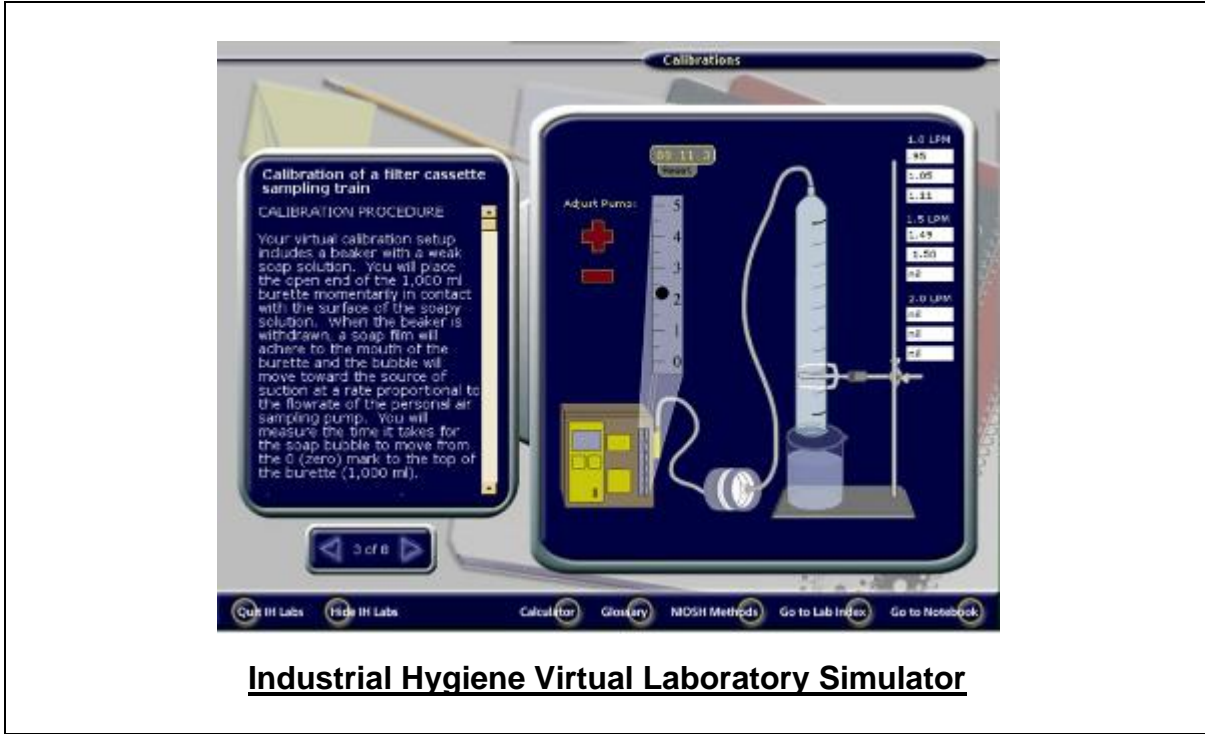 Calibrations
Calibration of a filter cassette
sampling train
CALIBRATION PROCEDURE
Your virtual calibration setup
includes a beaker with a weak
soap solution. You will place
the open end of the 1,000 ml
burette momentarily in contact
with the surface of the soapy
solution. When the beaker is
withdrawn, a soap film will
adhere to the mouth of the
burette and the bubble will
move toward the source of
suction at a rate proportional to
the flowrate of the personal air
sampling pump. You will
measure the time it takes for
the soap bubble to move from
the 0 (zero) mark to the top of
the burette (1,000 ml).
3 of 8
Reset
Adjust Pump:
5
4
3
2
1
0
1.0 LPM
.95
1.05
1.11
1.5 LPM
1.49
1.50
nil
2.0 LPM
nil
nil
nil
Quit IH Labs
Hide IH Labs
Calculator
Glossary
NIOSH Methods
Go to Lab Index
Go to Notebook
Industrial Hygiene Virtual Laboratory Simulator